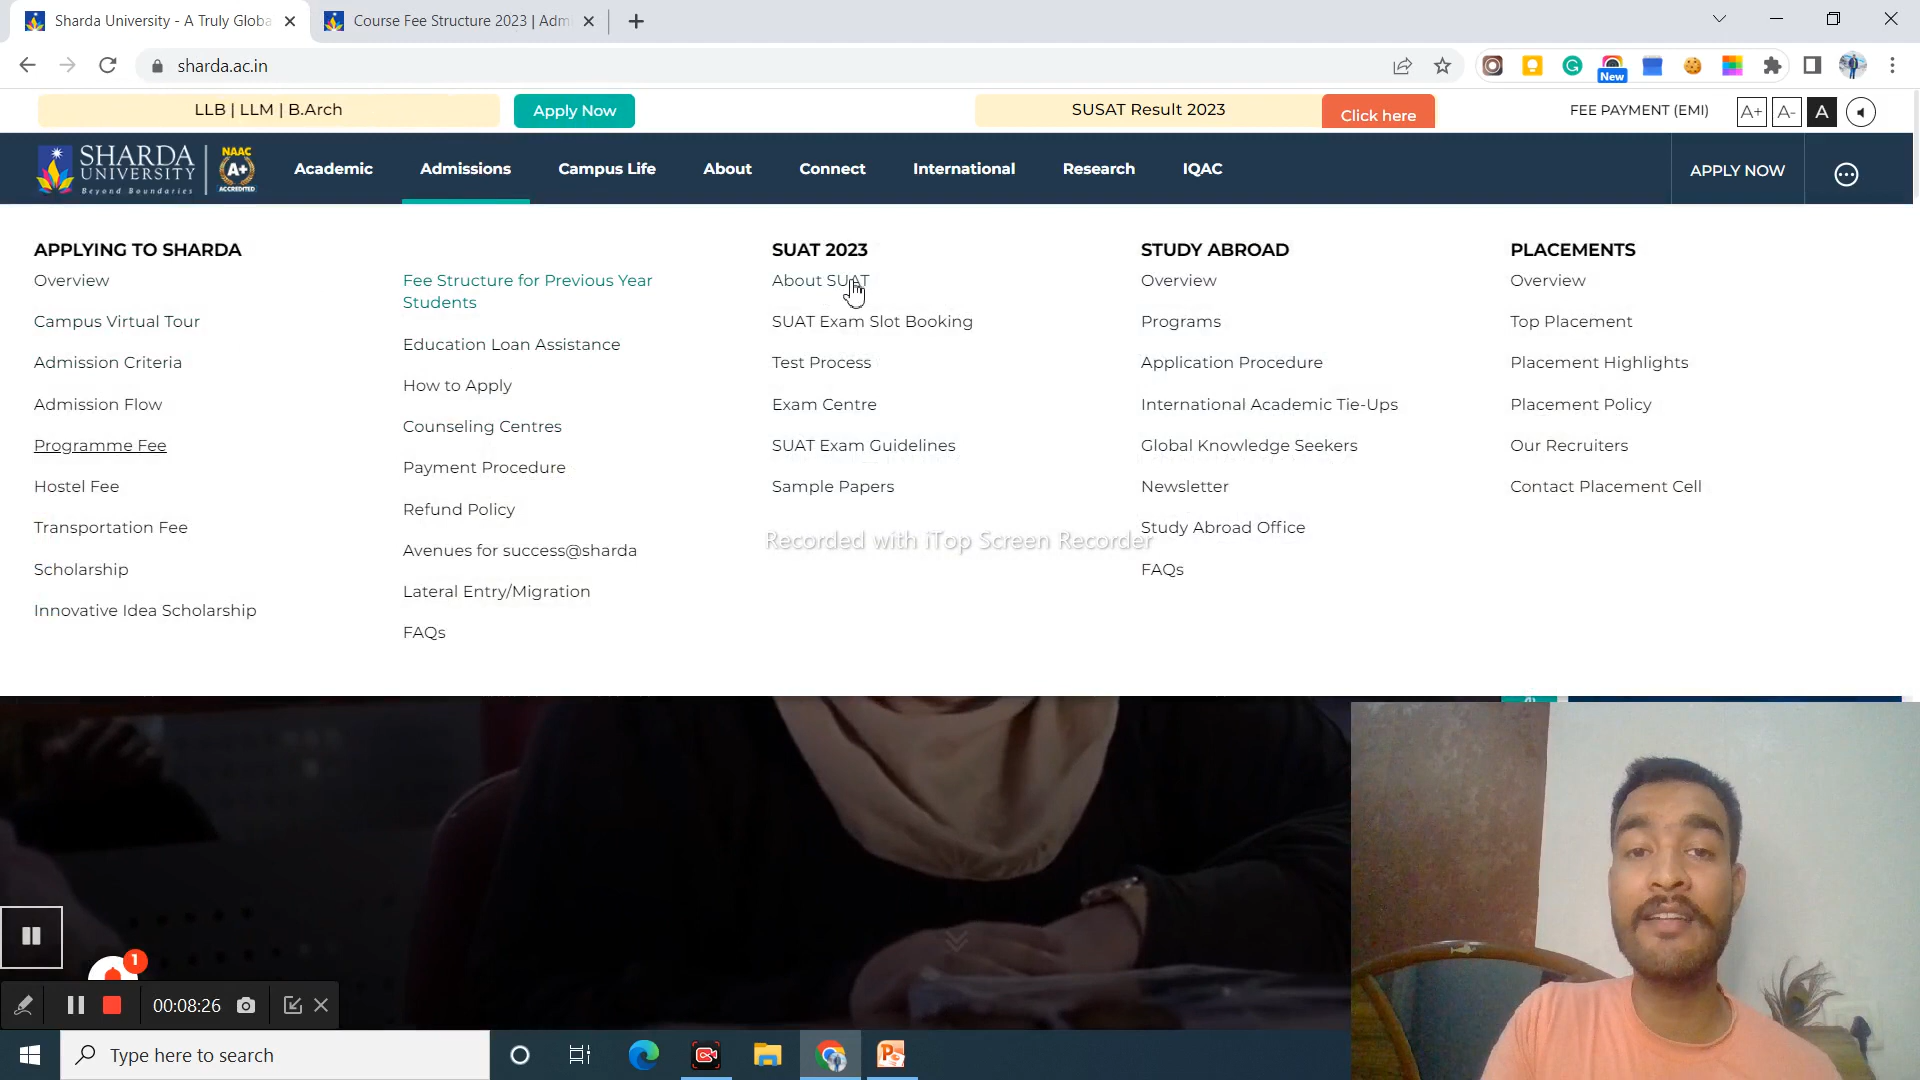 Sharda University - A Truly Globa
Course Fee Structure 2023 | Adm
sharda.ac.in
New
LLB | LLM | B.Arch
Apply Now
SUSAT Result 2023
Click here
FEE PAYMENT (EMI)
A+
A-
A
SHARDA
UNIVERSITY
Beyond Boundaries
NAAC
A+
ACCREDITED
Academic
Admissions
Campus Life
About
Connect
International
Research
IQAC
APPLY NOW
APPLYING TO SHARDA
Overview
Campus Virtual Tour
Admission Criteria
Admission Flow
Programme Fee
Hostel Fee
Transportation Fee
Scholarship
Innovative Idea Scholarship
Fee Structure for Previous Year
Students
Education Loan Assistance
How to Apply
Counseling Centres
Payment Procedure
Refund Policy
Avenues for success@sharda
Lateral Entry/Migration
FAQs
SUAT 2023
About SUAT
SUAT Exam Slot Booking
Test Process
Exam Centre
SUAT Exam Guidelines
Sample Papers
STUDY ABROAD
Overview
Programs
Application Procedure
International Academic Tie-Ups
Global Knowledge Seekers
Newsletter
Study Abroad Office
FAQs
PLACEMENTS
Overview
Top Placement
Placement Highlights
Placement Policy
Our Recruiters
Contact Placement Cell
Recorded with iTop Screen Recorder
1
00:08:26
Type here to search